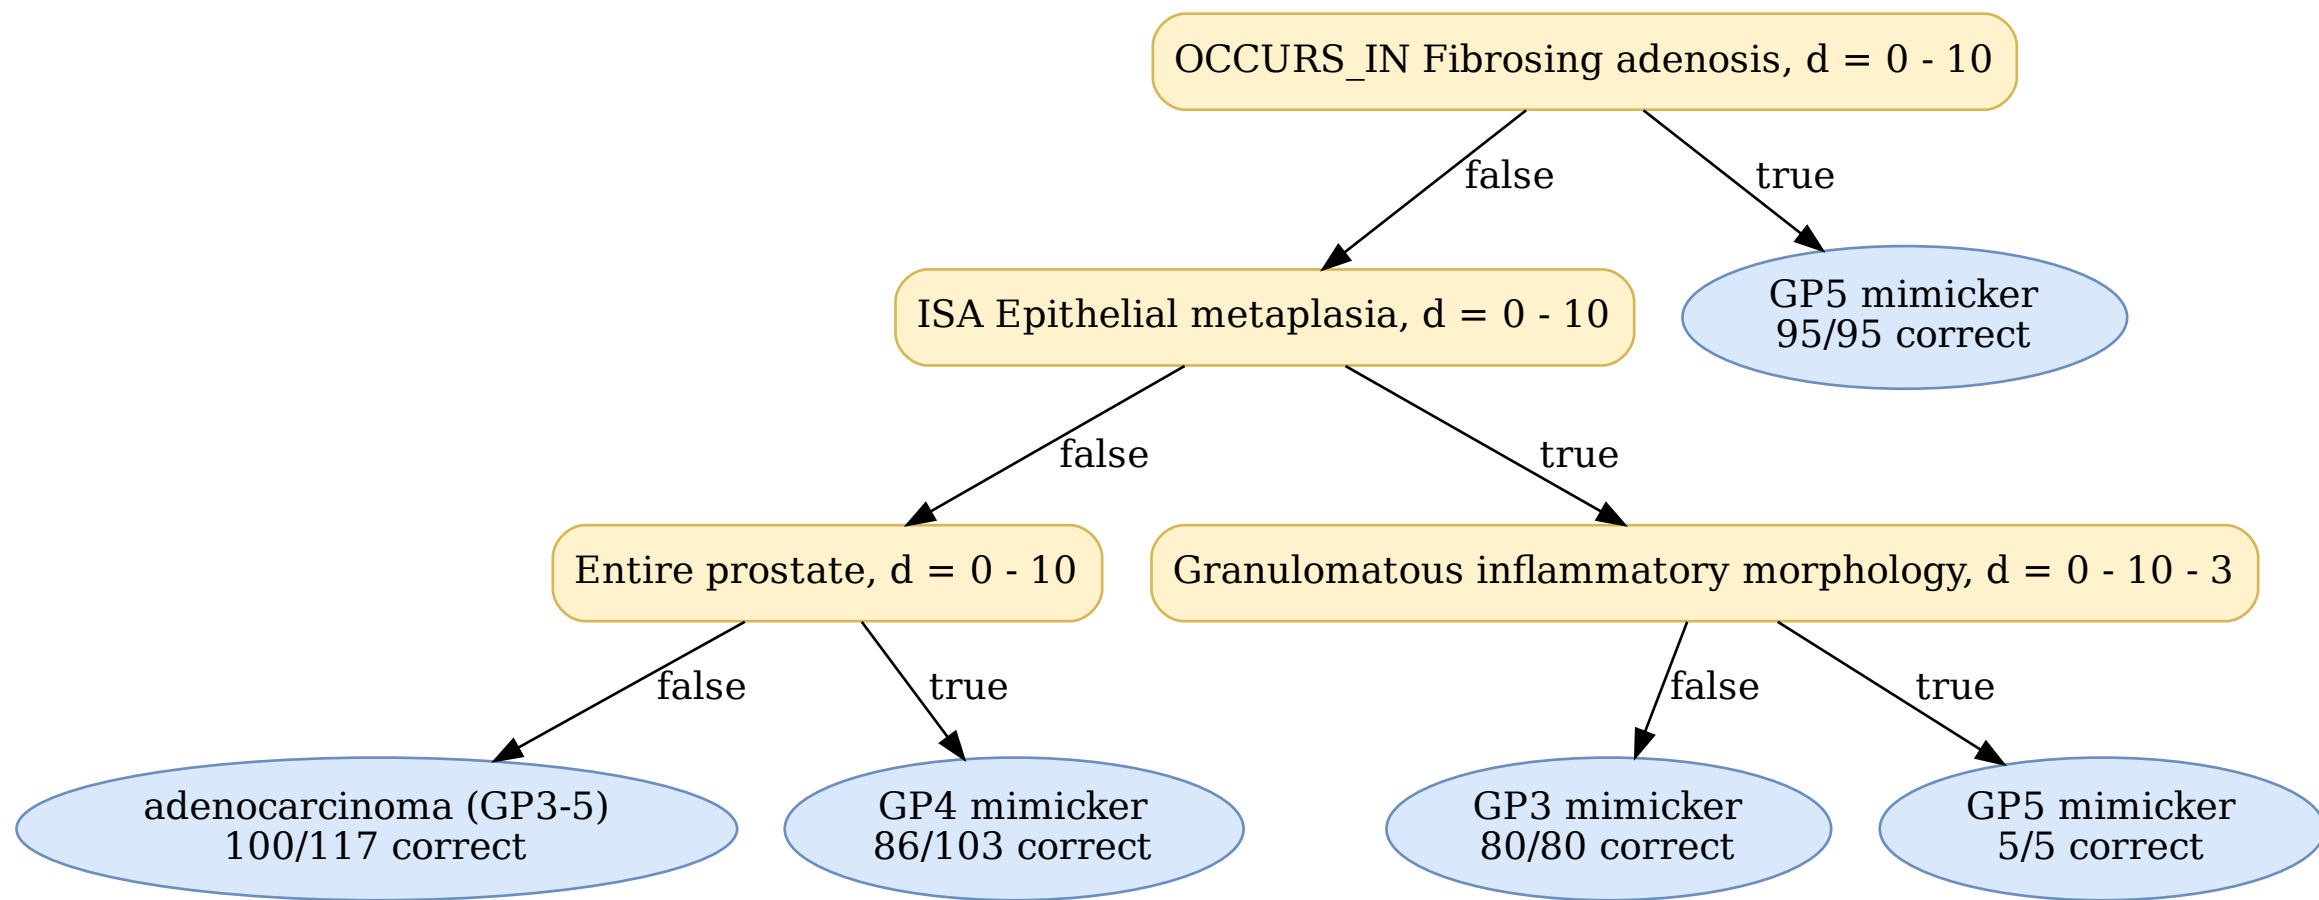 OCCURS_IN Fibrosing adenosis, d = 0 - 10
false
true
ISA Epithelial metaplasia, d = 0 - 10
GP5 mimicker
95/95 correct
false
true
Entire prostate, d = 0 - 10
Granulomatous inflammatory morphology, d = 0 - 10 - 3
false
true
false
true
adenocarcinoma (GP3-5)
100/117 correct
GP4 mimicker
86/103 correct
GP3 mimicker
80/80 correct
GP5 mimicker
5/5 correct